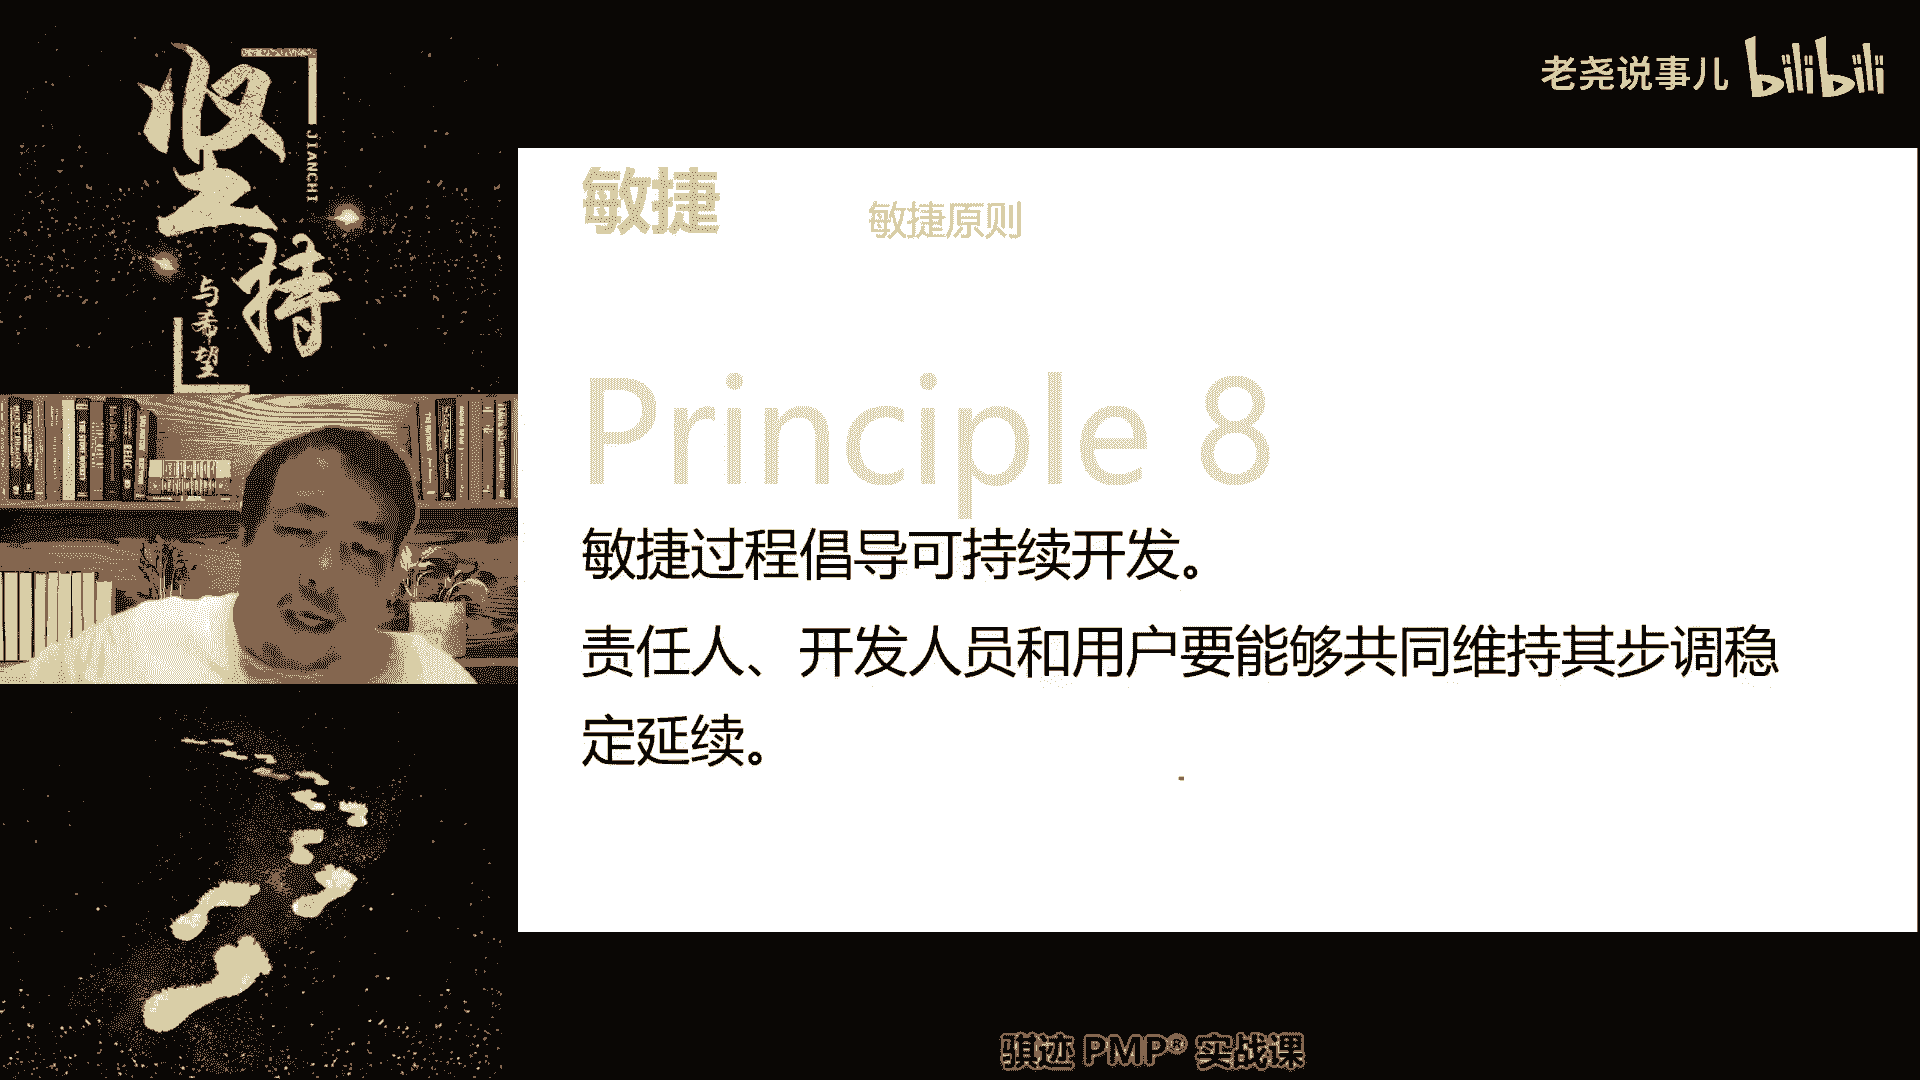 坚持
JIANCHI
与希望
老尧说事儿 bilibili
敏捷
敏捷原则
Principle 8
敏捷过程倡导可持续开发。
责任人、开发人员和用户要能够共同维持其步调稳
定延续。
骐迹 PMP® 实战课